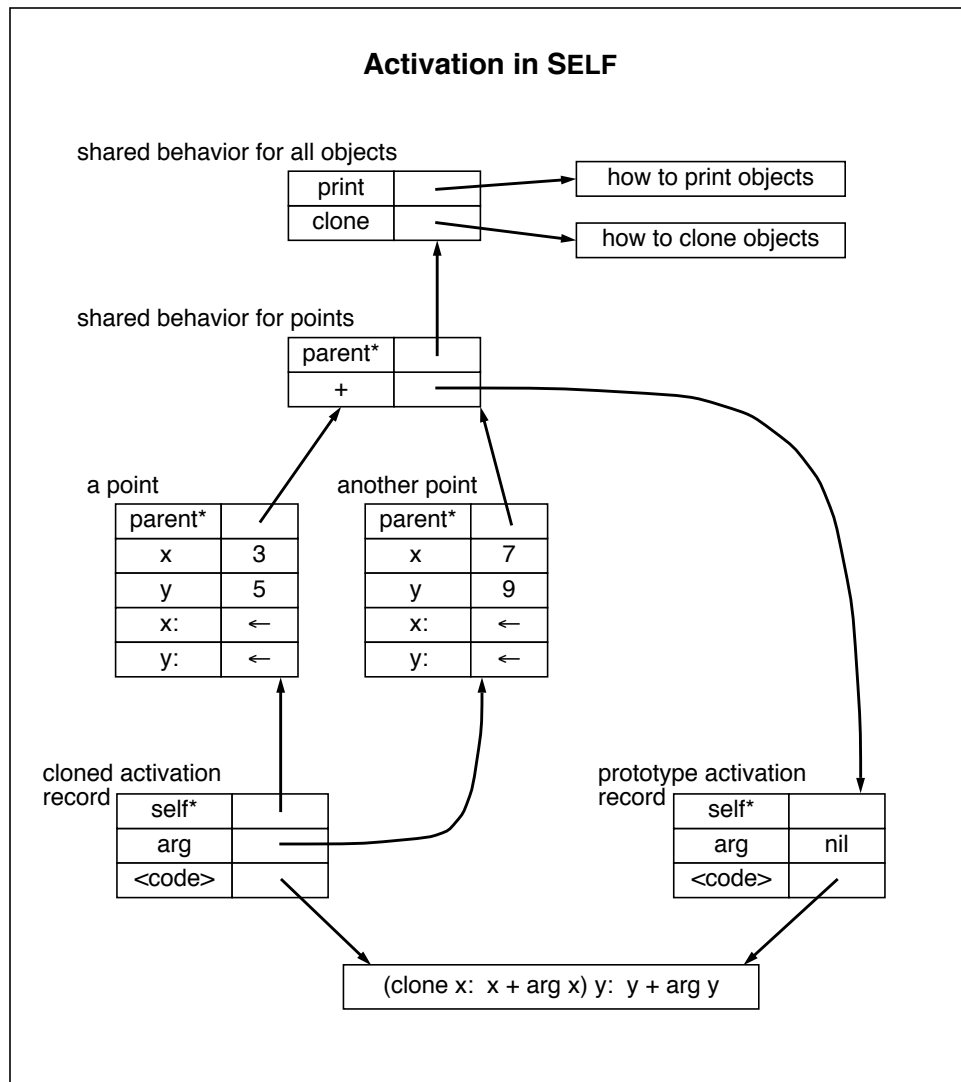 Activation in SELF
shared behavior for all objects
print
how to print objects
clone
how to clone objects
shared behavior for points
parent*
+
a point
another point
parent*
parent*
x 3
x 7
y 5
y 9
x: ←
x: ←
y: ←
y: ←
cloned activation
record
prototype activation
record
self*
self*
arg
arg nil
<code>
<code>
(clone x: x + arg x) y: y + arg y